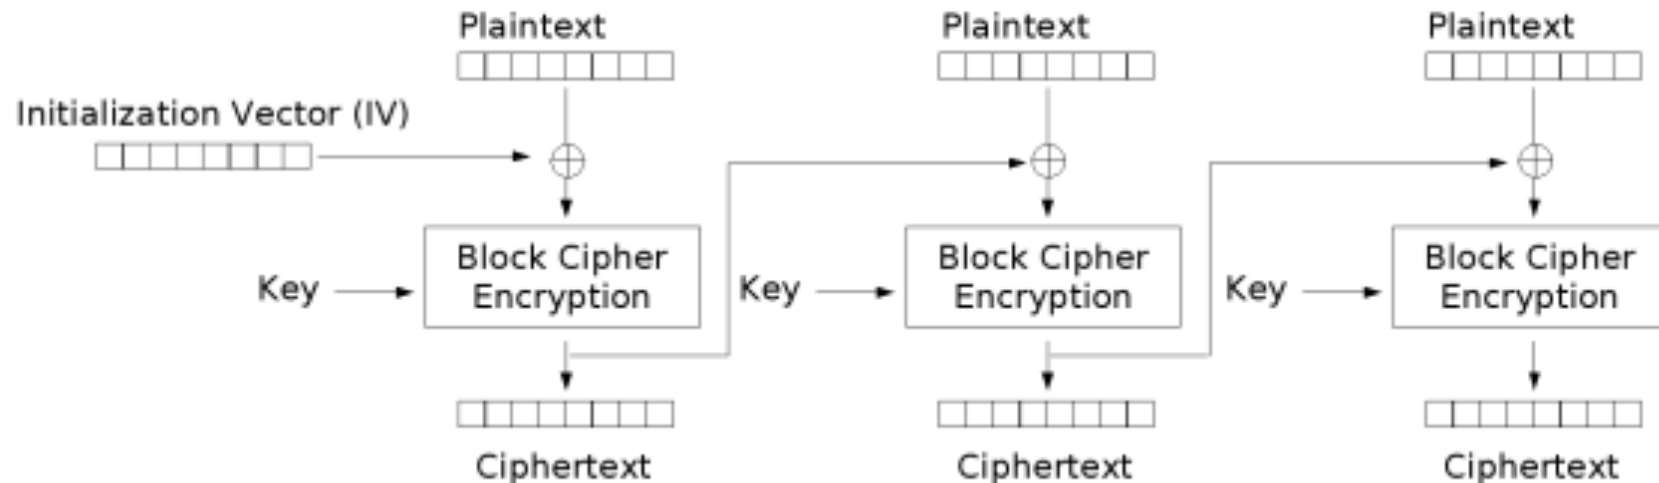 Plaintext
Plaintext
Plaintext
Initialization Vector (IV)
Key
Block Cipher
Encryption
Key
Block Cipher
Encryption
Key
Block Cipher
Encryption
Ciphertext
Ciphertext
Ciphertext